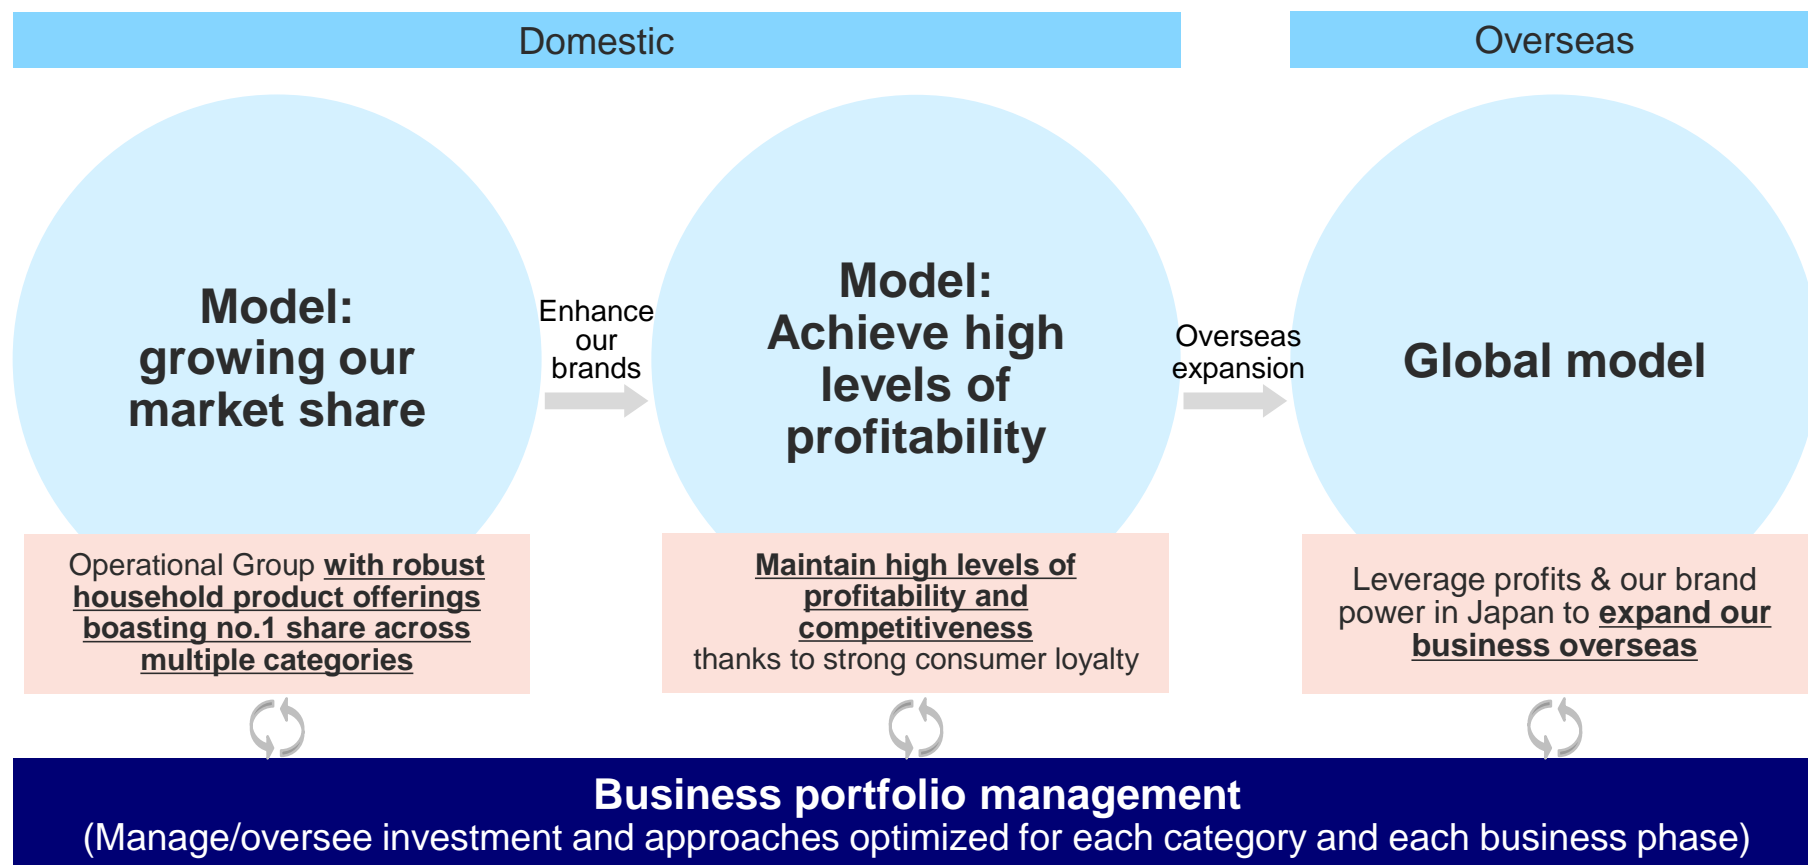 Domestic
Overseas
Model:
growing our
market share
Enhance
our
brands
Model:
Achieve high
levels of
profitability
Overseas
expansion
Global model
Operational Group with robust
household product offerings
boasting no.1 share across
multiple categories
Maintain high levels of
profitability and
competitiveness
thanks to strong consumer loyalty
Leverage profits & our brand
power in Japan to expand our
business overseas
Business portfolio management
(Manage/oversee investment and approaches optimized for each category and each business phase)